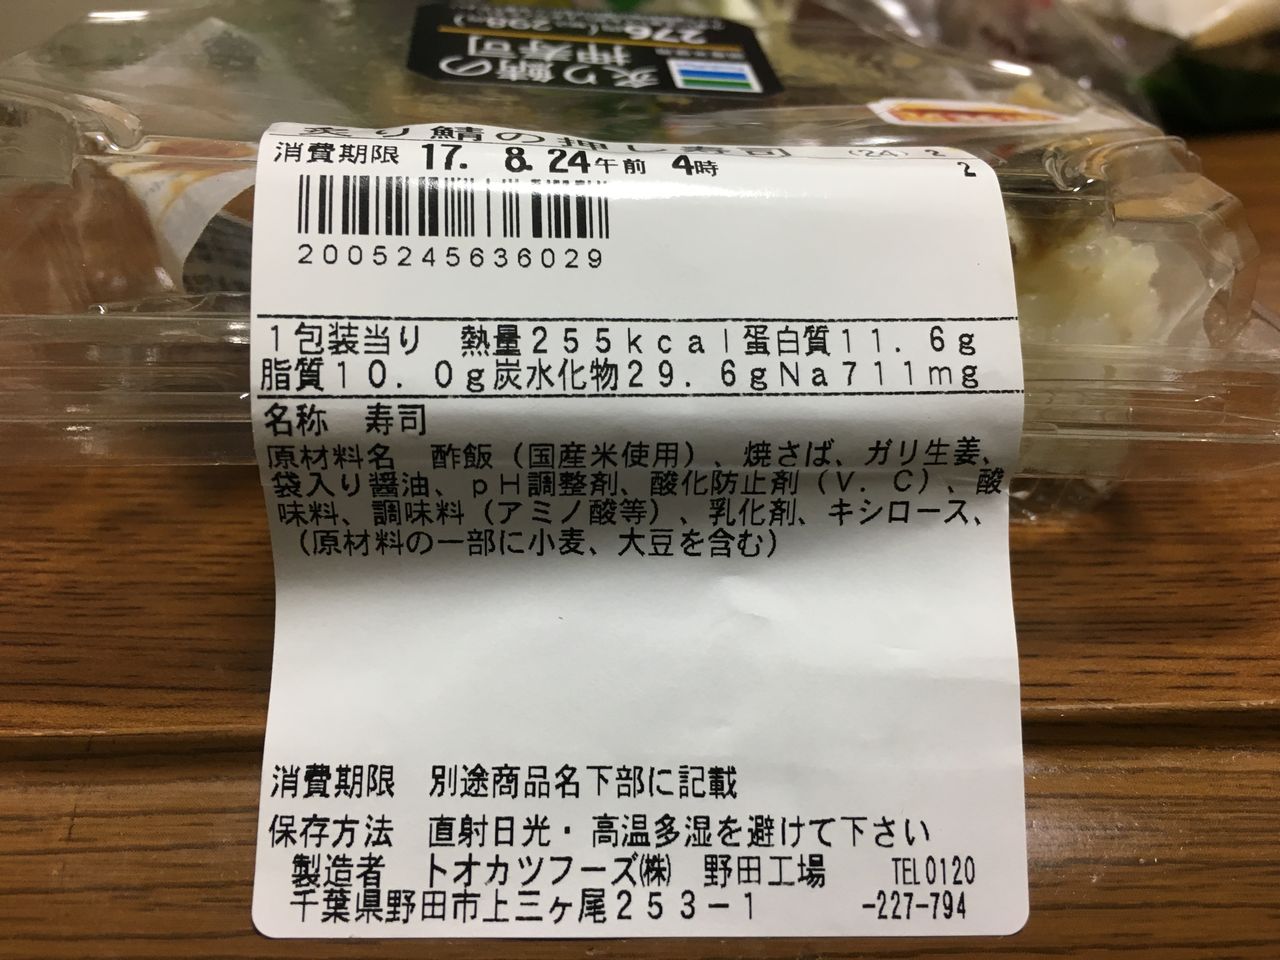 炙り鯖の
押寿司
276
炙り鯖の押し寿司 (24) 2
消費期限 17. 8. 24午前 4時
2
2005245636029
1包装当り 熱量255kcal蛋白質11. 6g
脂質10. 0g炭水化物29. 6gNa711mg
名称 寿司
原材料名 酢飯（国産米使用）、焼さば、ガリ生姜、
袋入り醤油、pH調整剤、酸化防止剤（V. C）、酸
味料、調味料（アミノ酸等）、乳化剤、キシロース、
（原材料の一部に小麦、大豆を含む）
消費期限 別途商品名下部に記載
保存方法 直射日光・高温多湿を避けて下さい
製造者 トオカツフーズ㈱ 野田工場 TEL0120
千葉県野田市上三ヶ尾253-1 -227-794